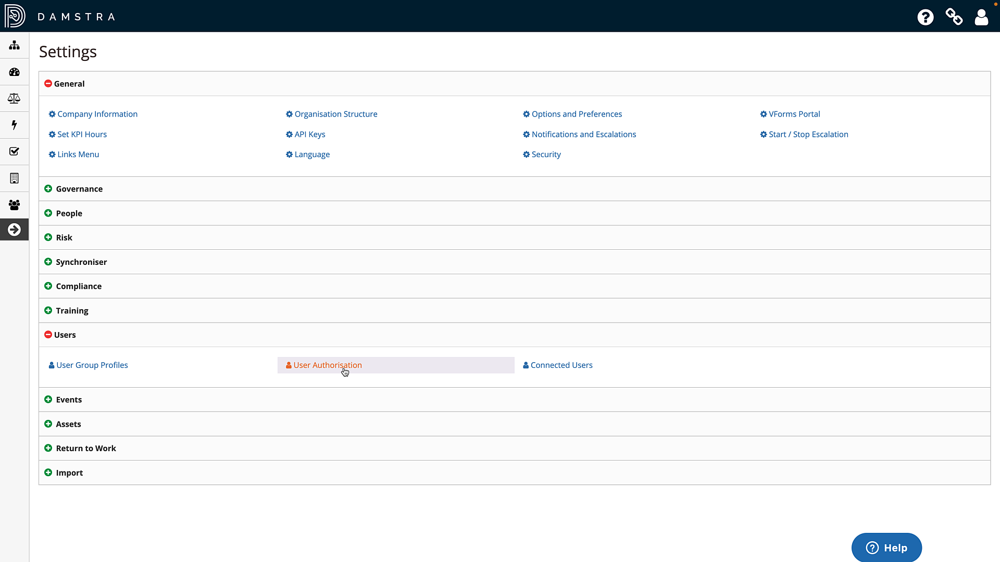 DAMSTRA
Settings
General
Company Information Organisation Structure Options and Preferences VForms Portal
Set KPI Hours API Keys Notifications and Escalations Start / Stop Escalation
Links Menu Language Security
Governance
People
Risk
Synchroniser
Compliance
Training
Users
User Group Profiles User Authorisation Connected Users
Events
Assets
Return to Work
Import
Help